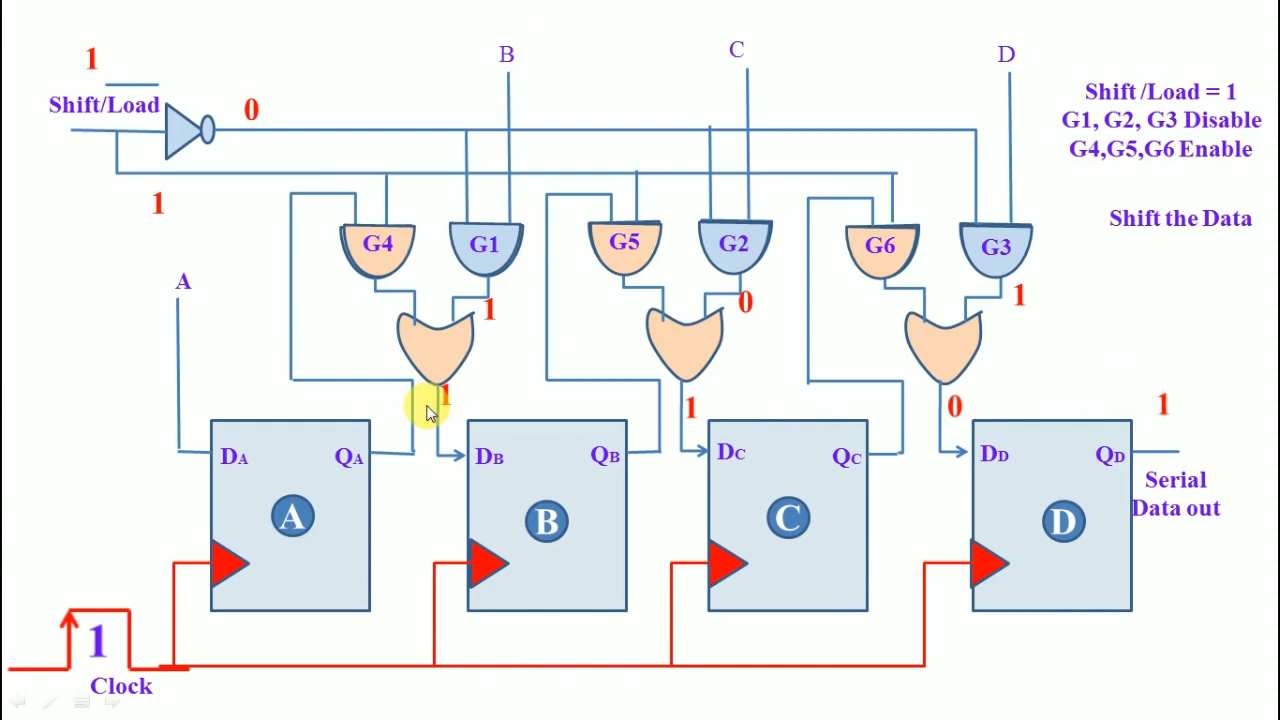 1
Shift/Load
0
1
B
C
D
Shift /Load = 1
G1, G2, G3 Disable
G4,G5,G6 Enable
Shift the Data
G4
G1
G5
G2
G6
G3
A
1
0
1
1
1
0
1
DA
QA
DB
QB
DC
QC
DD
QD
A
B
C
D
Serial
Data out
1
Clock